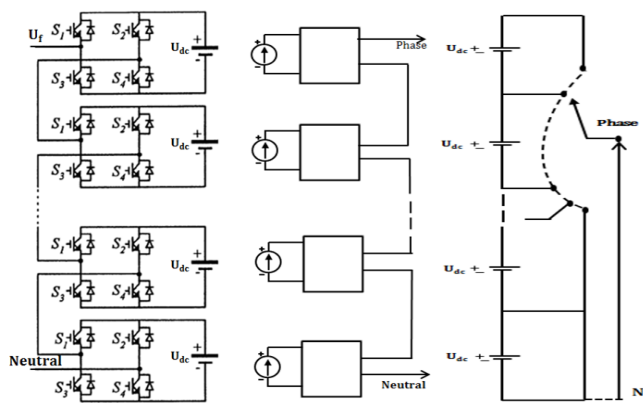 S1 S2
Uf
+
Udc
-
S3 S4
S1 S2
+
Udc
-
S3 S4
S1 S2
+
Udc
-
S3 S4
S1 S2
+
Udc
-
Neutral
S3 S4
+
-
Phase
+
-
+
-
+
-
Neutral
Udc +-
Phase
Udc +-
Udc +-
Udc +-
N